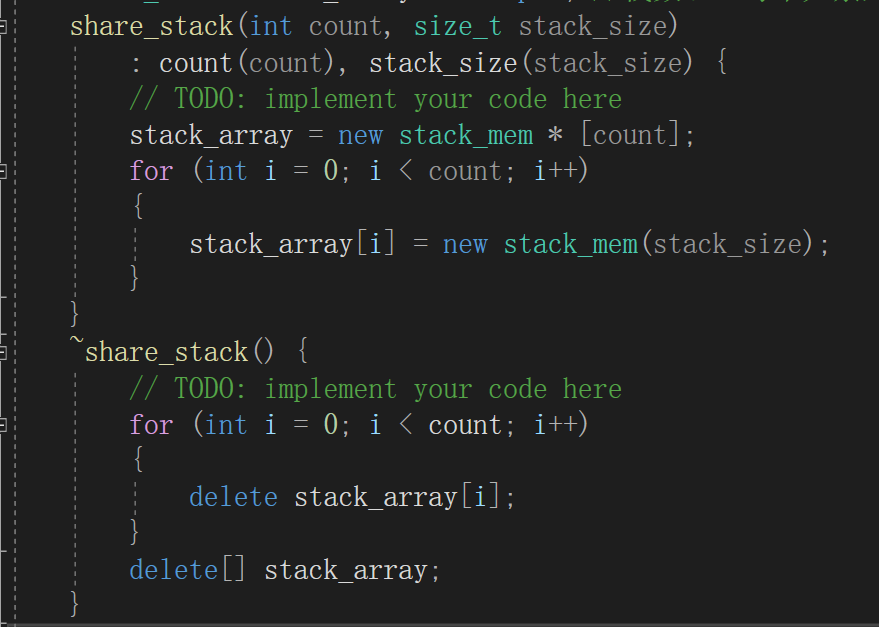 share_stack(int count, size_t stack_size)
: count(count), stack_size(stack_size) {
// TODO: implement your code here
stack_array = new stack_mem * [count];
for (int i = 0; i < count; i++)
{
stack_array[i] = new stack_mem(stack_size);
}
}
~share_stack() {
// TODO: implement your code here
for (int i = 0; i < count; i++)
{
delete stack_array[i];
}
delete[] stack_array;
}